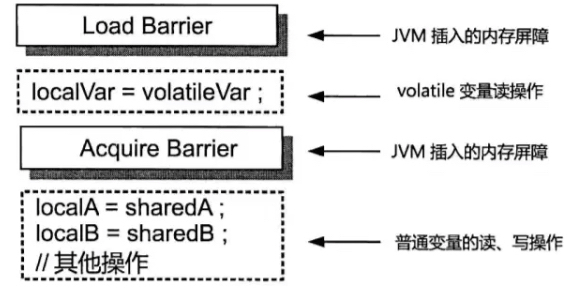 Load Barrier
JVM 插入的内存屏障
localVar = volatileVar ;
volatile 变量读操作
Acquire Barrier
JVM 插入的内存屏障
localA = sharedA ;
localB = sharedB ;
// 其他操作
普通变量的读、写操作